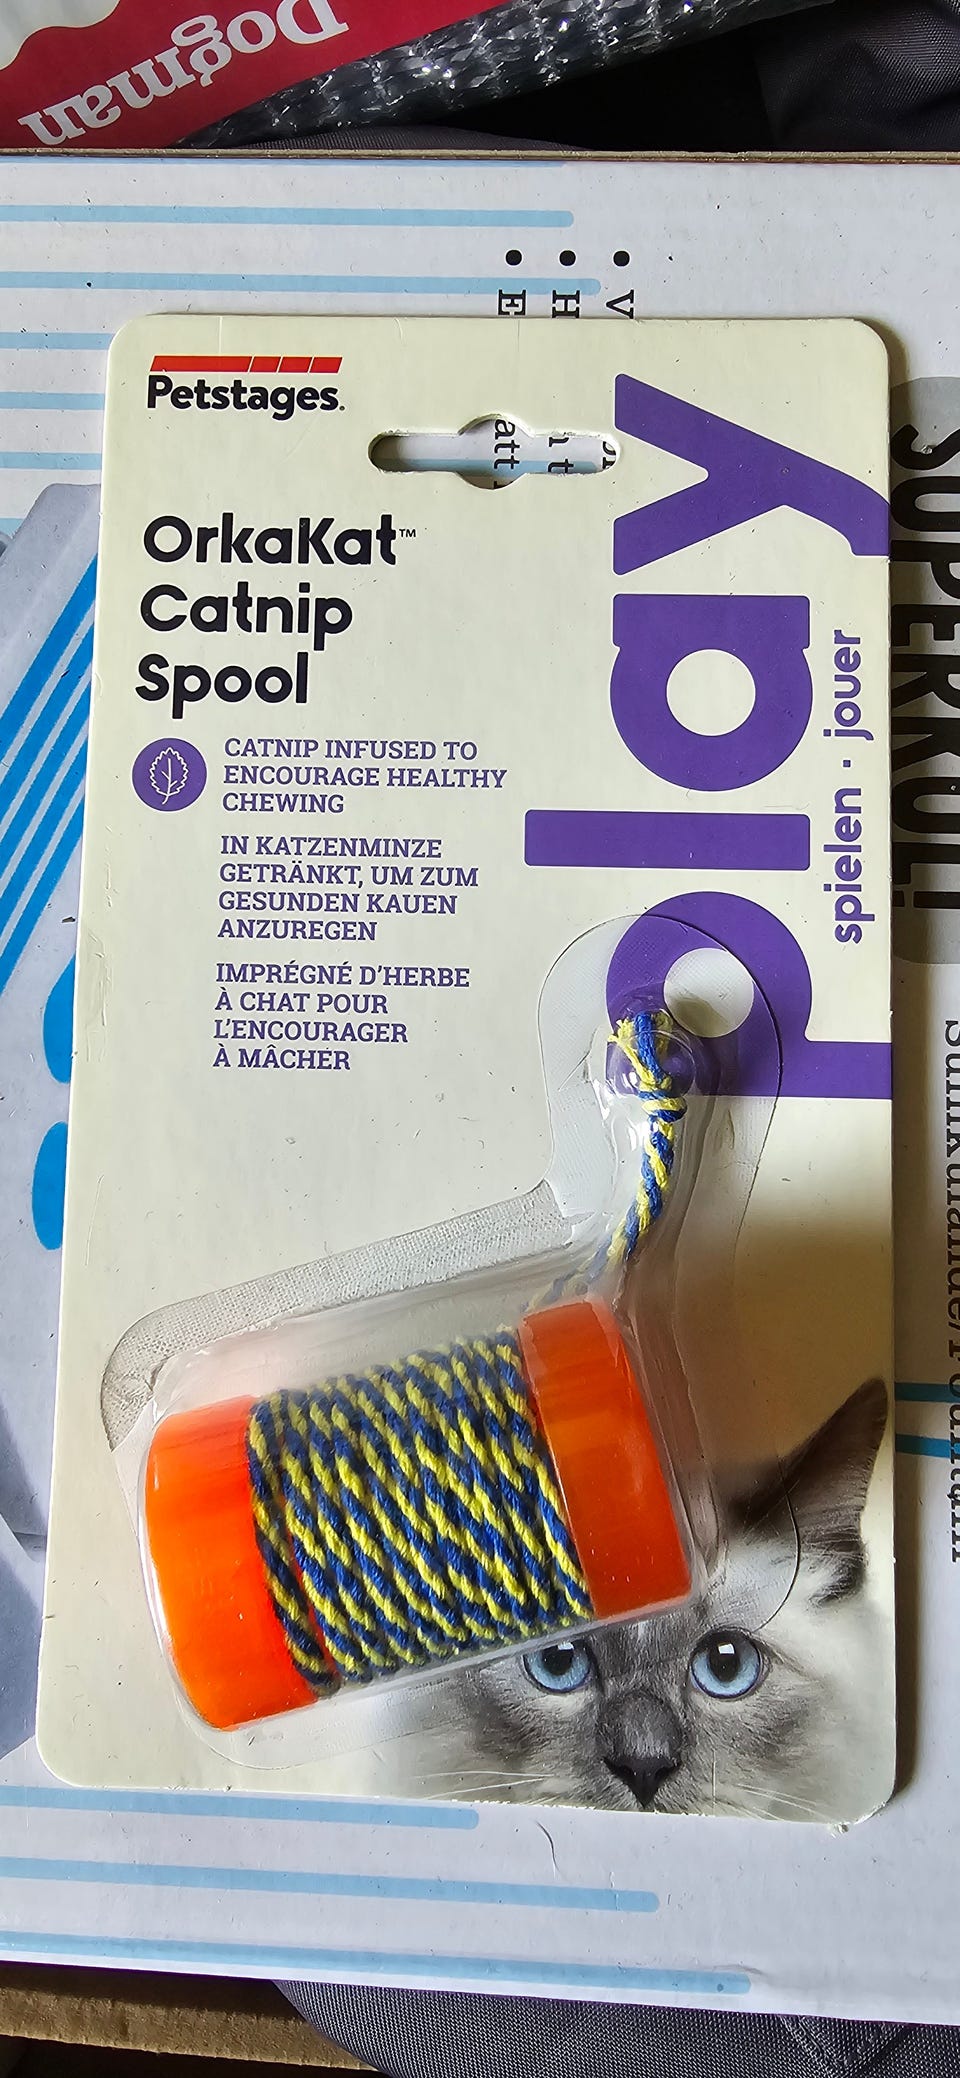 Dogman
• V
• H
• E
Petstages.
OrkaKat™
Catnip
Spool
CATNIP INFUSED TO
ENCOURAGE HEALTHY
CHEWING
IN KATZENMINZE
GETRÄNKT, UM ZUM
GESUNDEN KAUEN
ANZUREGEN
IMPRÉGNÉ D'HERBE
À CHAT POUR
L'ENCOURAGER
À MÂCHER
play
spielen · jouer
att